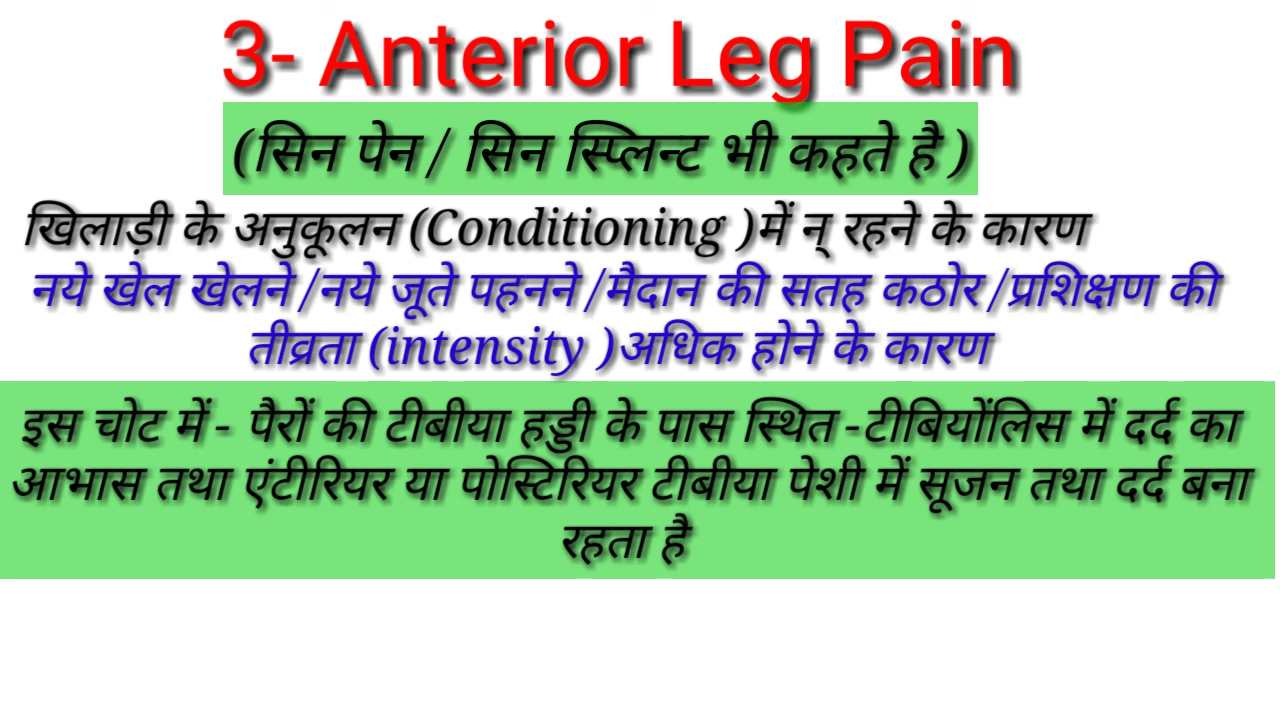 3- Anterior Leg Pain
(सिन पेन / सिन स्प्लिन्ट भी कहते है )
खिलाड़ी के अनुकूलन (Conditioning )में न् रहने के कारण
नये खेल खेलने /नये जूते पहनने /मैदान की सतह कठोर /प्रशिक्षण की
तीव्रता (intensity )अधिक होने के कारण
इस चोट में - पैरों की टीबीया हड्डी के पास स्थित -टीबियोंलिस में दर्द का
आभास तथा एंटीरियर या पोस्टिरियर टीबीया पेशी में सूजन तथा दर्द बना
रहता है